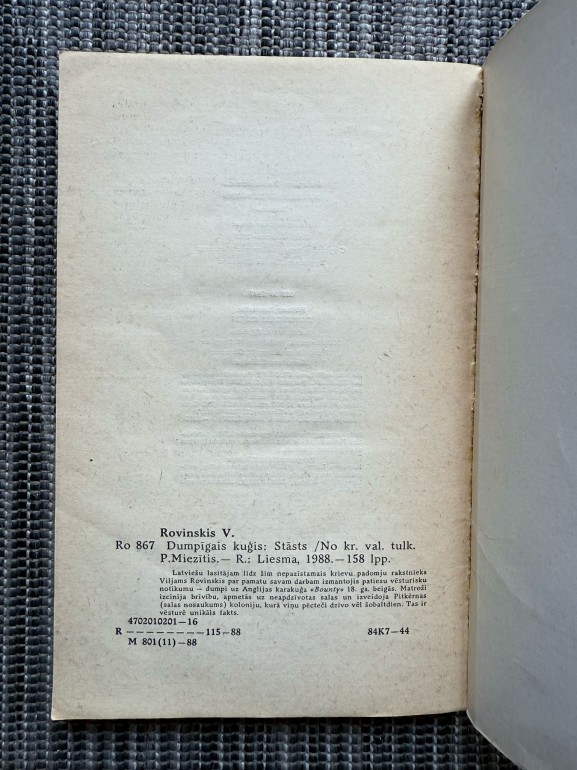 Rovinskis V.
Ro 867 Dumpīgais kuģis: Stāsts /No kr. val. tulk.
P.Miezītis.— R.: Liesma, 1988.—158 lpp.
Latviešu lasītājam līdz šim nepazīstamais krievu padomju rakstnieks
Viljams Rovinskis par pamatu savam darbam izmantojis patiesu vēsturisku
notikumu — dumpi uz Anglijas karakuģa «Bounty» 18. gs. beigās. Matroži
izcīnīja brīvību, apmetās uz neapdzīvotas salas un izveidoja Pitkērnas
(salas nosaukums) koloniju, kurā viņu pēcteči dzīvo vēl šobaltdien. Tas ir
vēsturē unikāls fakts.
4702010201—16
R — — — — — — — — 115—88 84K7—44
M 801(11)—88